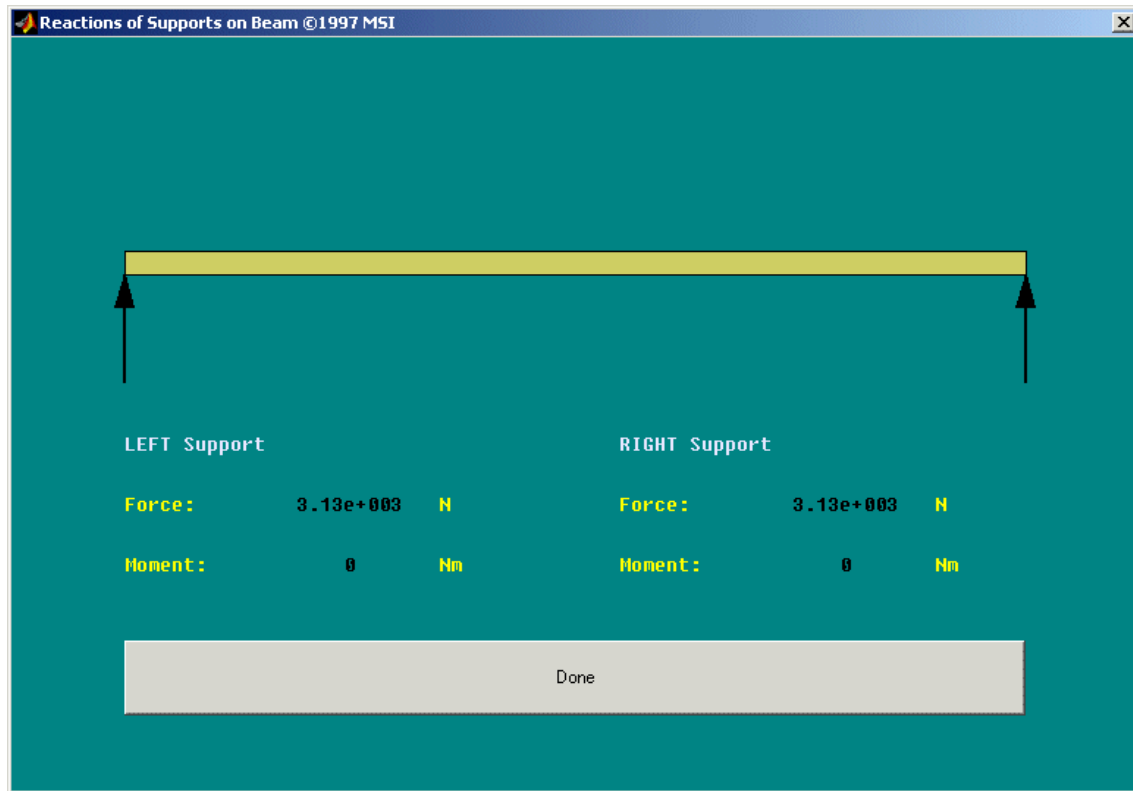 Reactions of Supports on Beam ©1997 MSI
LEFT Support RIGHT Support
Force: 3.13e+003 N Force: 3.13e+003 N
Moment: 0 Nm Moment: 0 Nm
Done